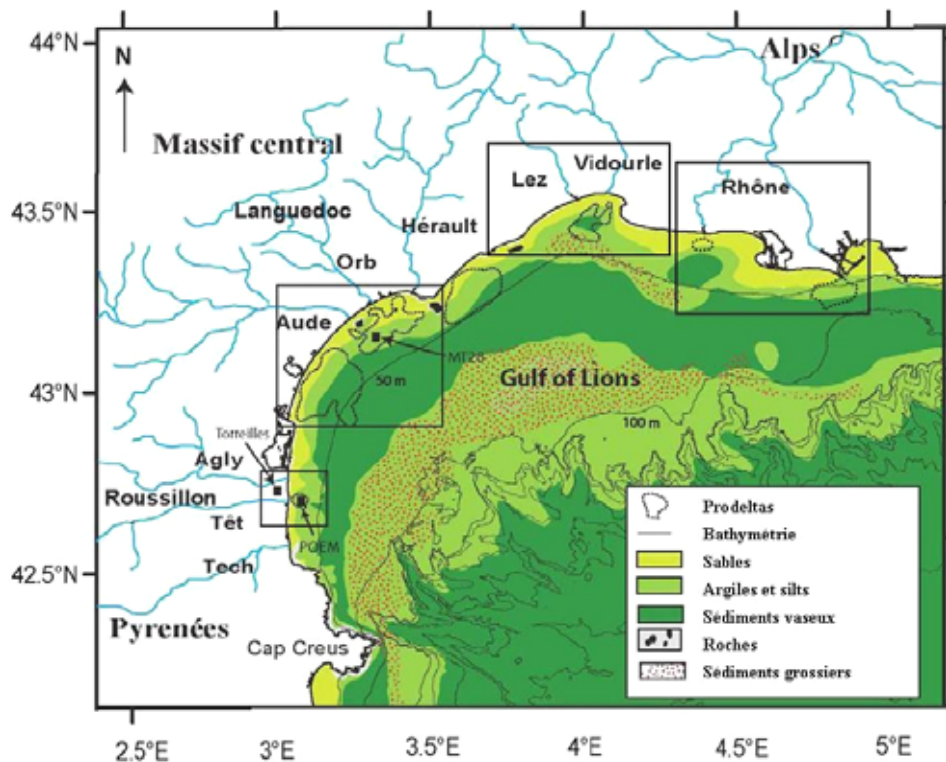 44°N
N
Alps
Massif central
Vidourle
Lez
Rhône
43.5°N
Languedoc
Hérault
Orb
Aude
MT28
50 m
Gulf of Lions
43°N
100 m
Torreilles
Agly
Roussillon
Têt
POEM
Tech
42.5°N
Pyrenées
Cap Creus
Prodeltas
Bathymétrie
Sables
Argiles et silts
Sédiments vaseux
Roches
Sédiments grossiers
2.5°E
3°E
3.5°E
4°E
4.5°E
5°E